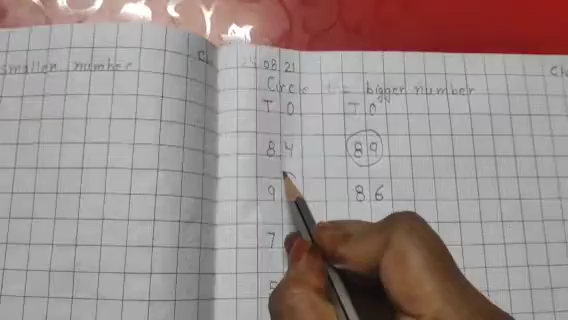 smaller number
08.21
Circle the bigger number
T O T O
8 4 8 9
9 8 6
7